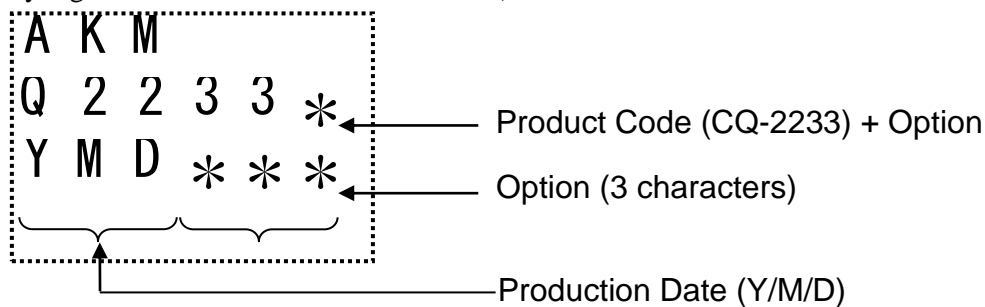 A K M
Q 2 2 3 3 *
Product Code (CQ-2233) + Option
Y M D * * *
Option (3 characters)
Production Date (Y/M/D)